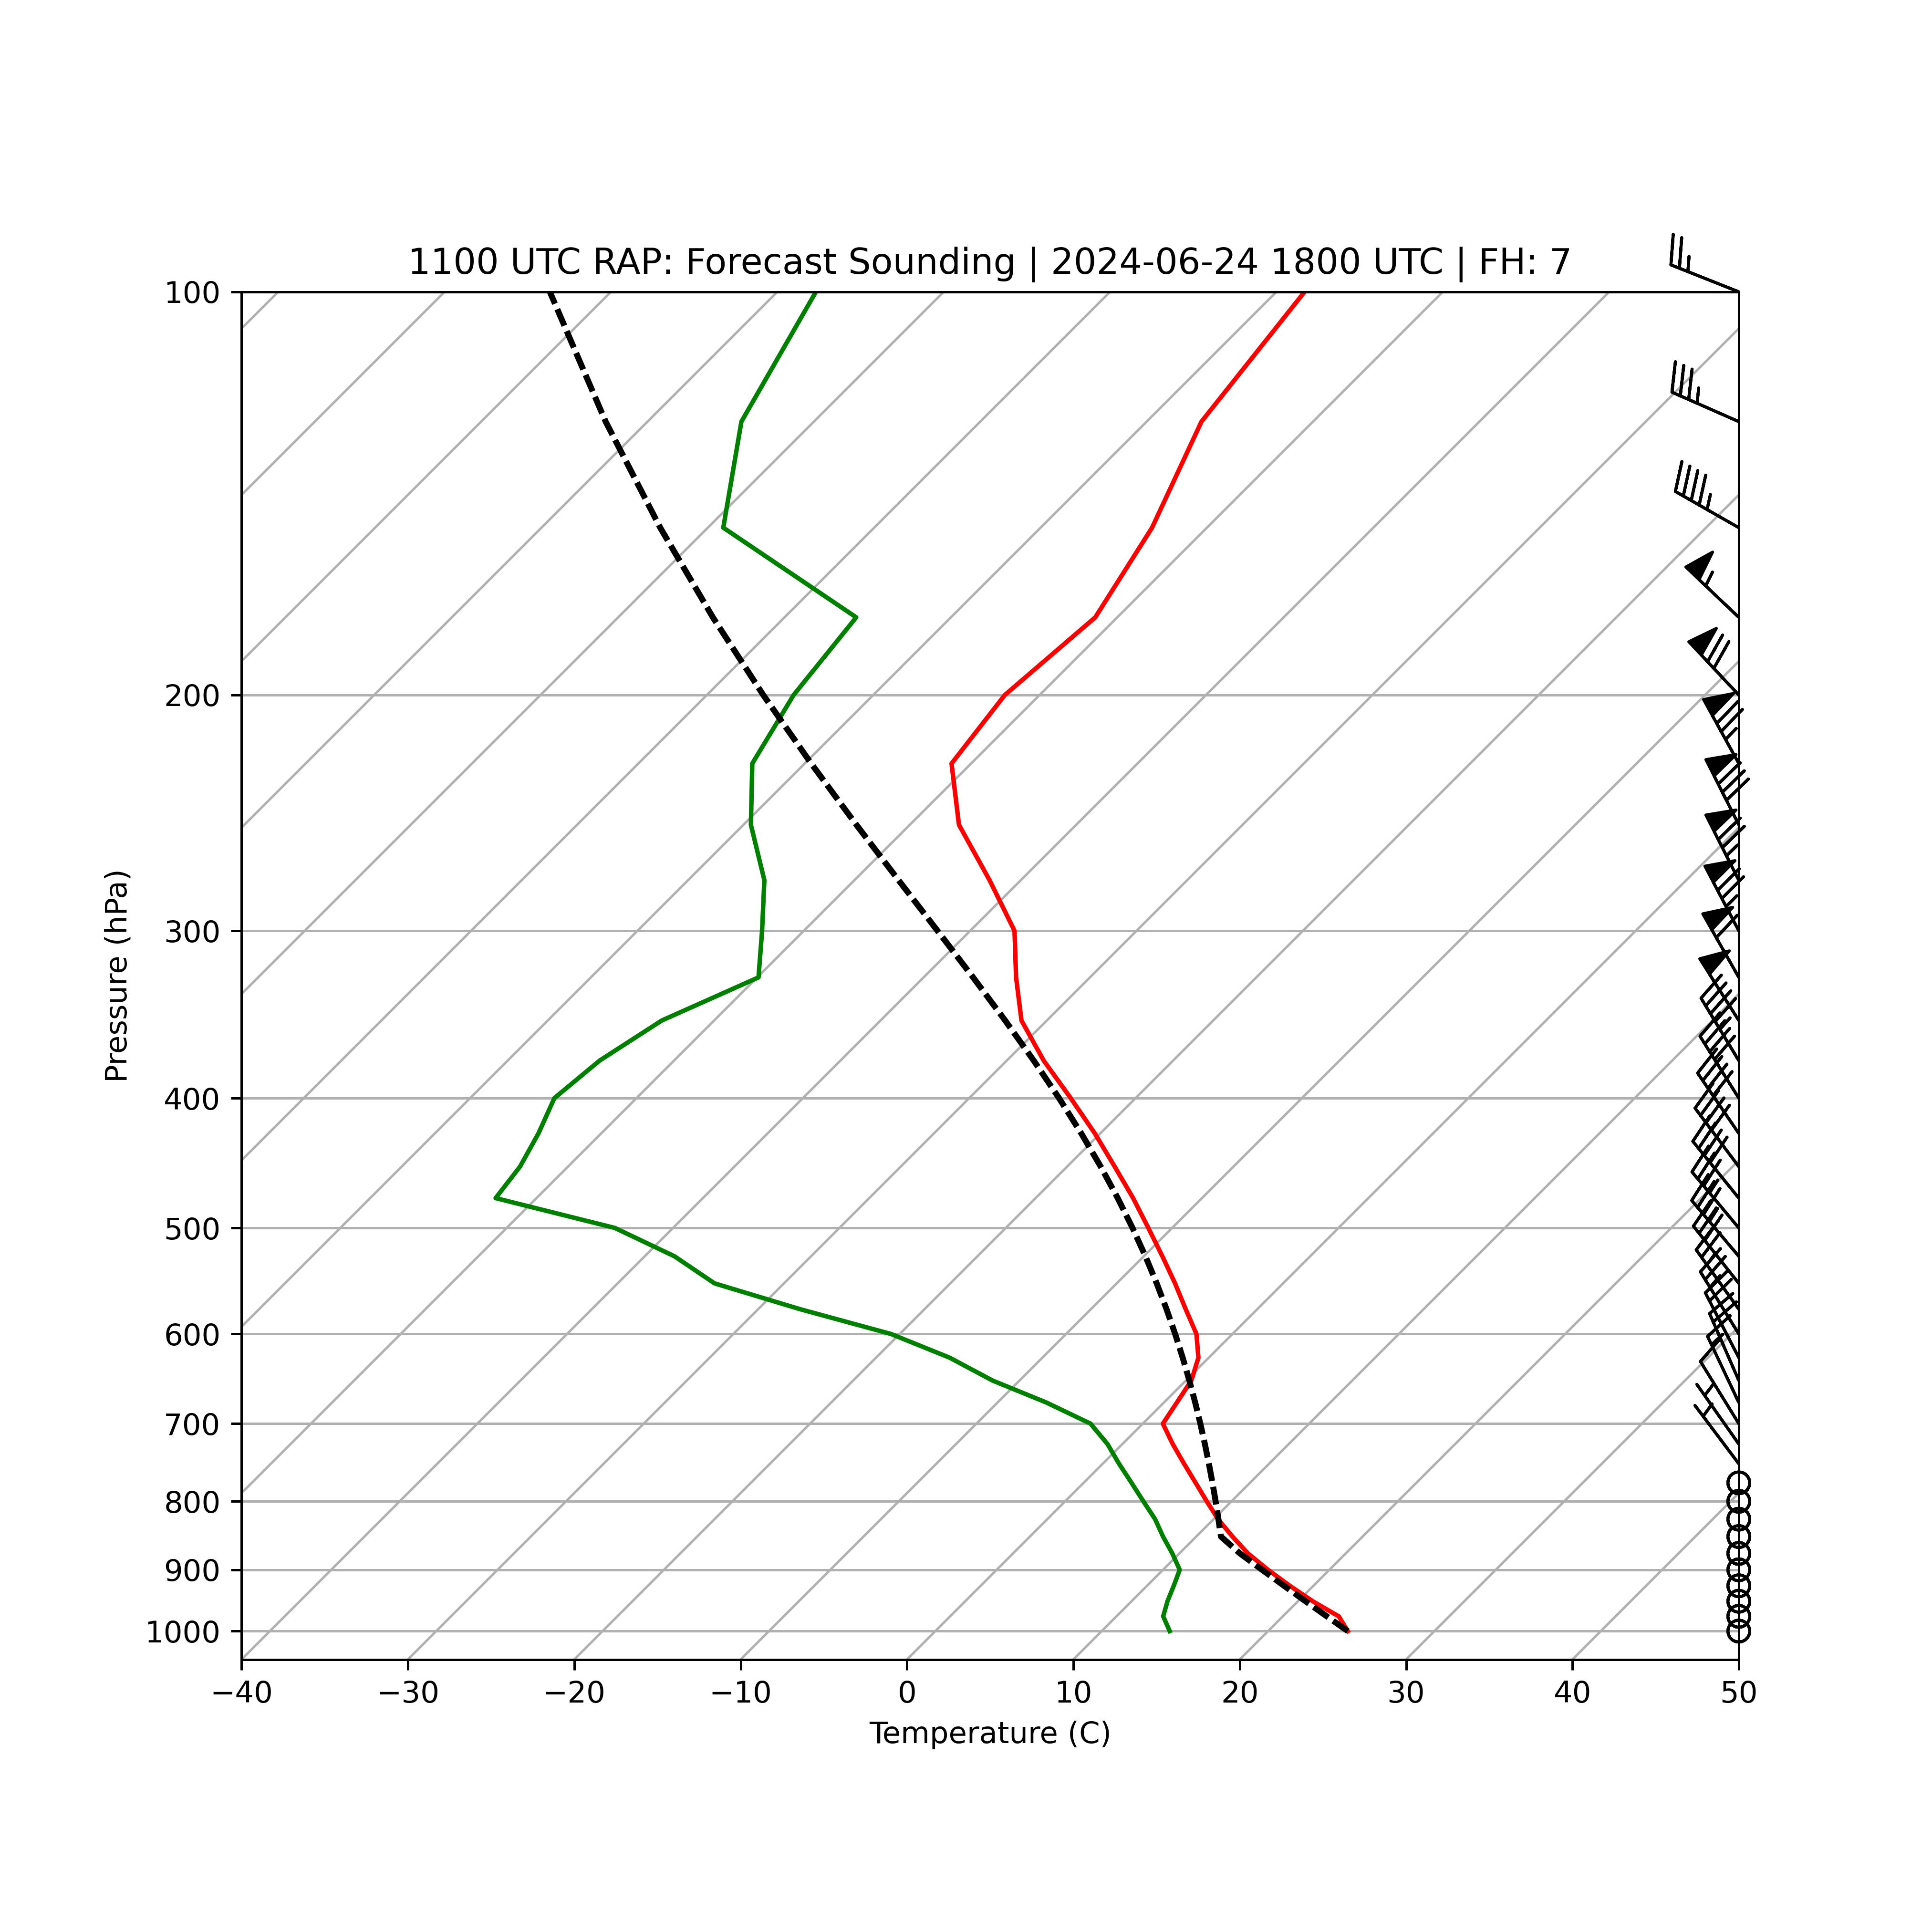 1100 UTC RAP: Forecast Sounding | 2024-06-24 1800 UTC | FH: 7
100
200
300
400
500
600
700
800
900
1000
Pressure (hPa)
−40 −30 −20 −10 0 10 20 30 40 50
Temperature (C)